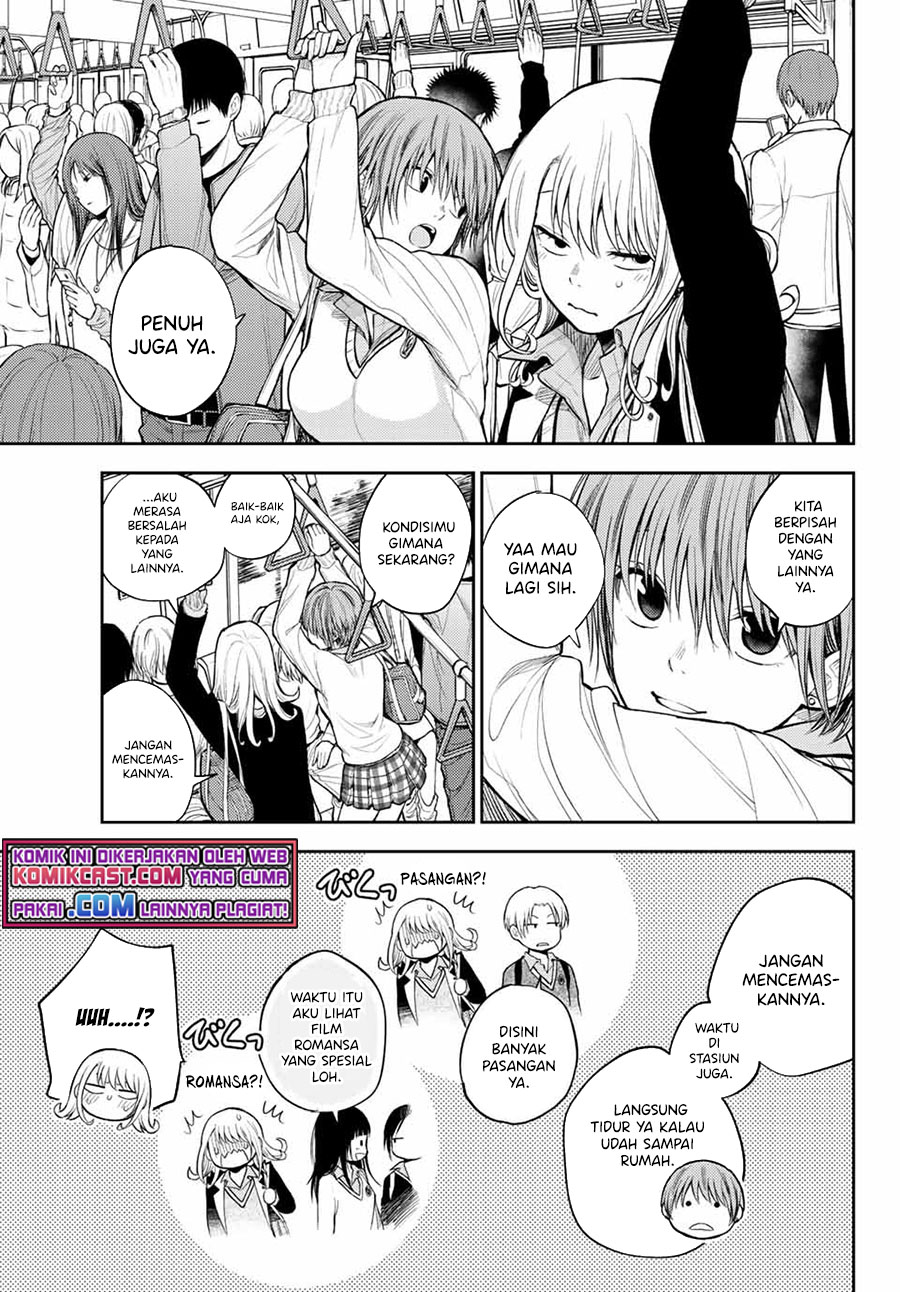 PENUH
JUGA YA.
KITA
BERPISAH
DENGAN
YANG
LAINNYA
YA.
YAA MAU
GIMANA
LAGI SIH.
KONDISIMU
GIMANA
SEKARANG?
BAIK-BAIK
AJA KOK,
...AKU
MERASA
BERSALAH
KEPADA
YANG
LAINNYA.
JANGAN
MENCEMAS-
KANNYA.
KOMIK INI DIKERJAKAN OLEH WEB
KOMIKCAST.COM YANG CUMA
PAKAI .COM LAINNYA PLAGIAT!
JANGAN
MENCEMAS-
KANNYA.
WAKTU
DI
STASIUN
JUGA.
LANGSUNG
TIDUR YA KALAU
UDAH SAMPAI
RUMAH.
びくっ
PASANGAN?!
DISINI
BANYAK
PASANGAN
YA.
WAKTU ITU
AKU LIHAT
FILM
ROMANSA
YANG SPESIAL
LOH.
びくっ
ROMANSA?!
UUH.....!?